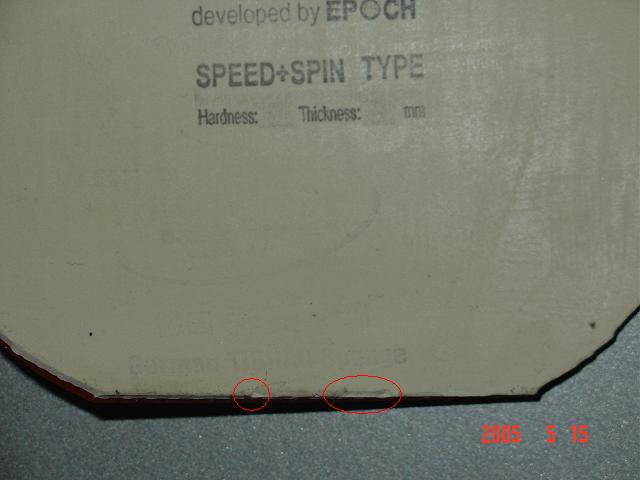 developed by EPOCH
SPEED+SPIN TYPE
Hardness: Thickness: mm
2005 5 15